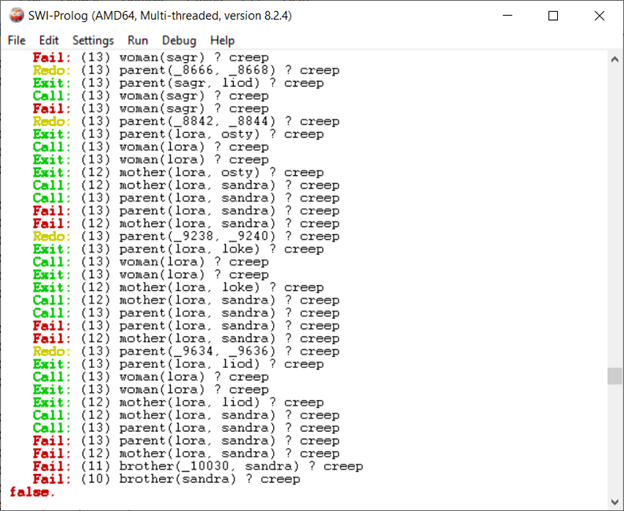 SWI-Prolog (AMD64, Multi-threaded, version 8.2.4)
File Edit Settings Run Debug Help
Fail: (13) woman(sagr) ? creep
Redo: (13) parent(_8666, _8668) ? creep
Exit: (13) parent(sagr, liod) ? creep
Call: (13) woman(sagr) ? creep
Fail: (13) woman(sagr) ? creep
Redo: (13) parent(_8842, _8844) ? creep
Exit: (13) parent(lora, osty) ? creep
Call: (13) woman(lora) ? creep
Exit: (13) woman(lora) ? creep
Exit: (12) mother(lora, osty) ? creep
Call: (12) mother(lora, sandra) ? creep
Call: (13) parent(lora, sandra) ? creep
Fail: (13) parent(lora, sandra) ? creep
Fail: (12) mother(lora, sandra) ? creep
Redo: (13) parent(_9238, _9240) ? creep
Exit: (13) parent(lora, loke) ? creep
Call: (13) woman(lora) ? creep
Exit: (13) woman(lora) ? creep
Exit: (12) mother(lora, loke) ? creep
Call: (12) mother(lora, sandra) ? creep
Call: (13) parent(lora, sandra) ? creep
Fail: (13) parent(lora, sandra) ? creep
Fail: (12) mother(lora, sandra) ? creep
Redo: (13) parent(_9634, _9636) ? creep
Exit: (13) parent(lora, liod) ? creep
Call: (13) woman(lora) ? creep
Exit: (13) woman(lora) ? creep
Exit: (12) mother(lora, liod) ? creep
Call: (12) mother(lora, sandra) ? creep
Call: (13) parent(lora, sandra) ? creep
Fail: (13) parent(lora, sandra) ? creep
Fail: (12) mother(lora, sandra) ? creep
Fail: (11) brother(_10030, sandra) ? creep
Fail: (10) brother(sandra) ? creep
false.